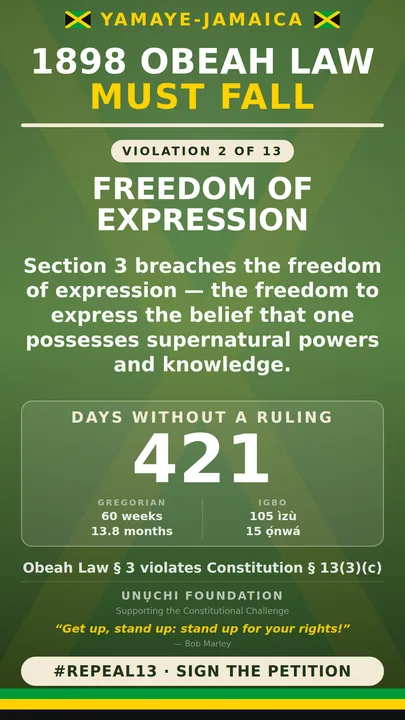 YAMAYE-JAMAICA
1898 OBEAH LAW
MUST FALL
VIOLATION 2 OF 13
FREEDOM OF
EXPRESSION
Section 3 breaches the freedom
of expression — the freedom to
express the belief that one
possesses supernatural powers
and knowledge.
DAYS WITHOUT A RULING
421
GREGORIAN
60 weeks
13.8 months
IGBO
105 ìzù
15 ọ́nwá
Obeah Law § 3 violates Constitution § 13(3)(c)
UNỤCHI FOUNDATION
Supporting the Constitutional Challenge
“Get up, stand up: stand up for your rights!”
— Bob Marley
#REPEAL13 · SIGN THE PETITION